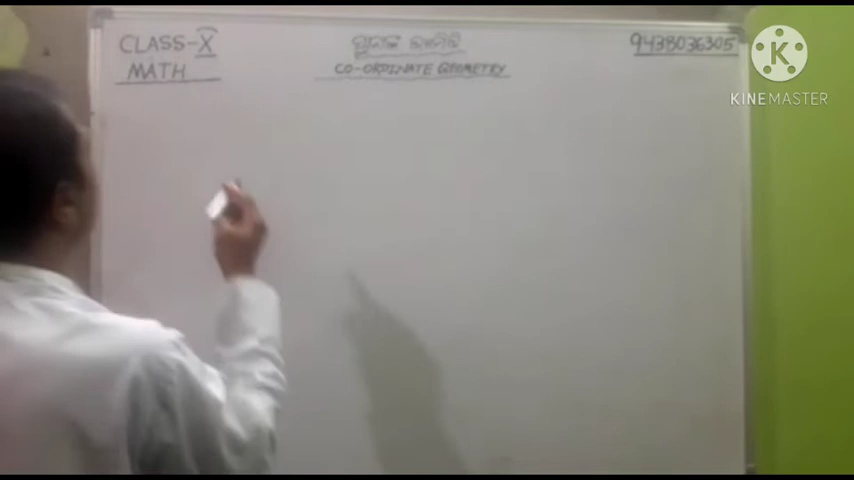 CLASS-X
MATH
ସ୍ଥାନାଙ୍କ ଜ୍ୟାମିତି
CO-ORDINATE GEOMETRY
9438036305
K
KINEMASTER